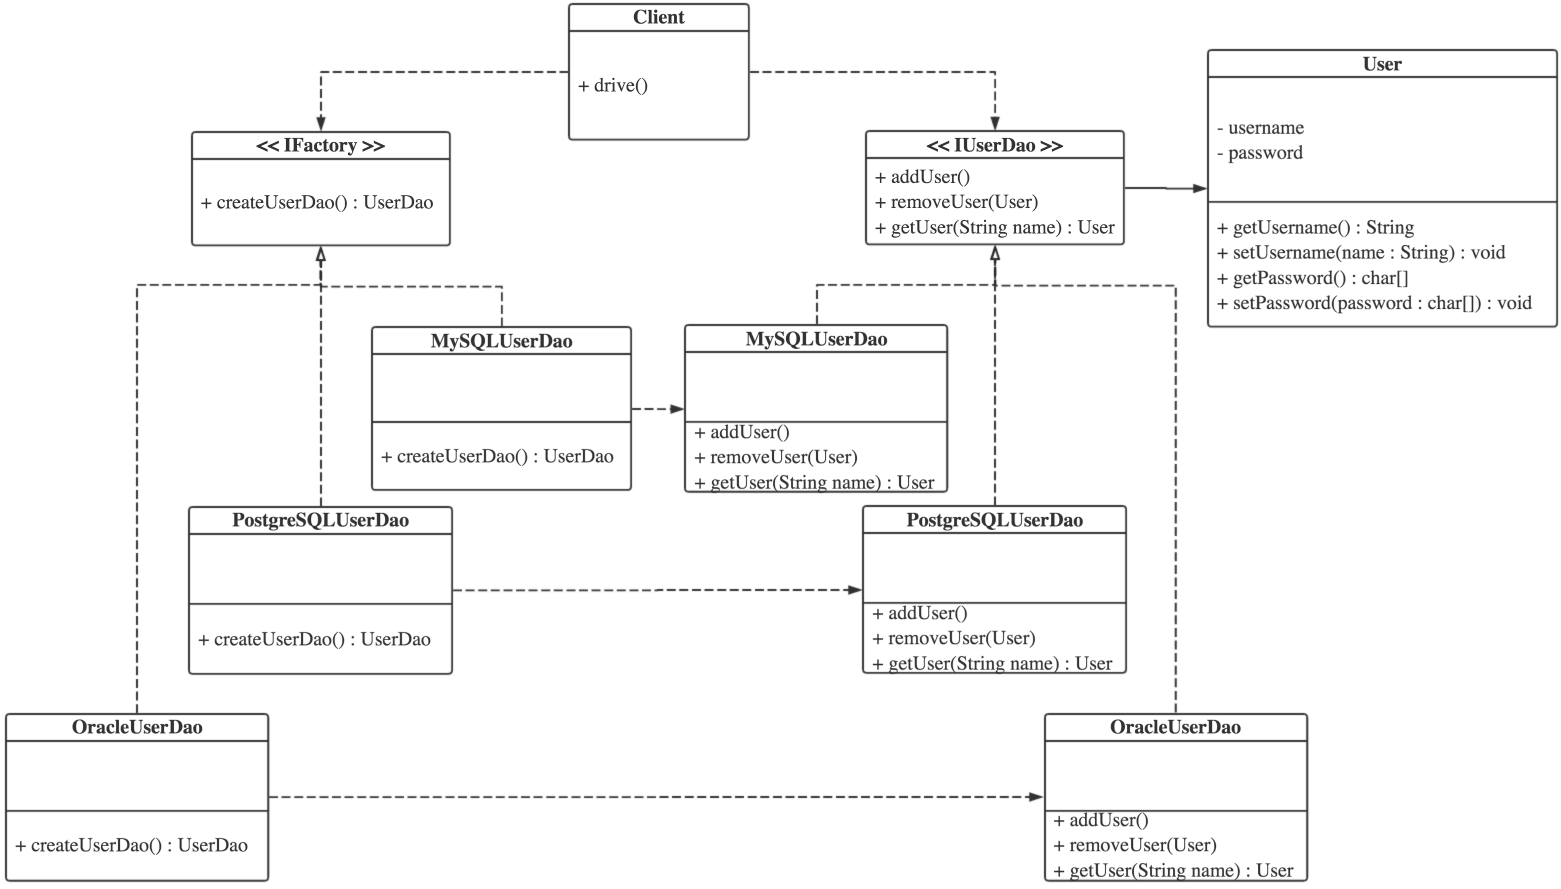 Client
+ drive()
User
- username
- password
+ getUsername() : String
+ setUsername(name : String) : void
+ getPassword() : char[]
+ setPassword(password : char[]) : void
<< IFactory >>
+ createUserDao() : UserDao
<< IUserDao >>
+ addUser()
+ removeUser(User)
+ getUser(String name) : User
MySQLUserDao
+ createUserDao() : UserDao
MySQLUserDao
+ addUser()
+ removeUser(User)
+ getUser(String name) : User
PostgreSQLUserDao
+ createUserDao() : UserDao
PostgreSQLUserDao
+ addUser()
+ removeUser(User)
+ getUser(String name) : User
OracleUserDao
+ createUserDao() : UserDao
OracleUserDao
+ addUser()
+ removeUser(User)
+ getUser(String name) : User